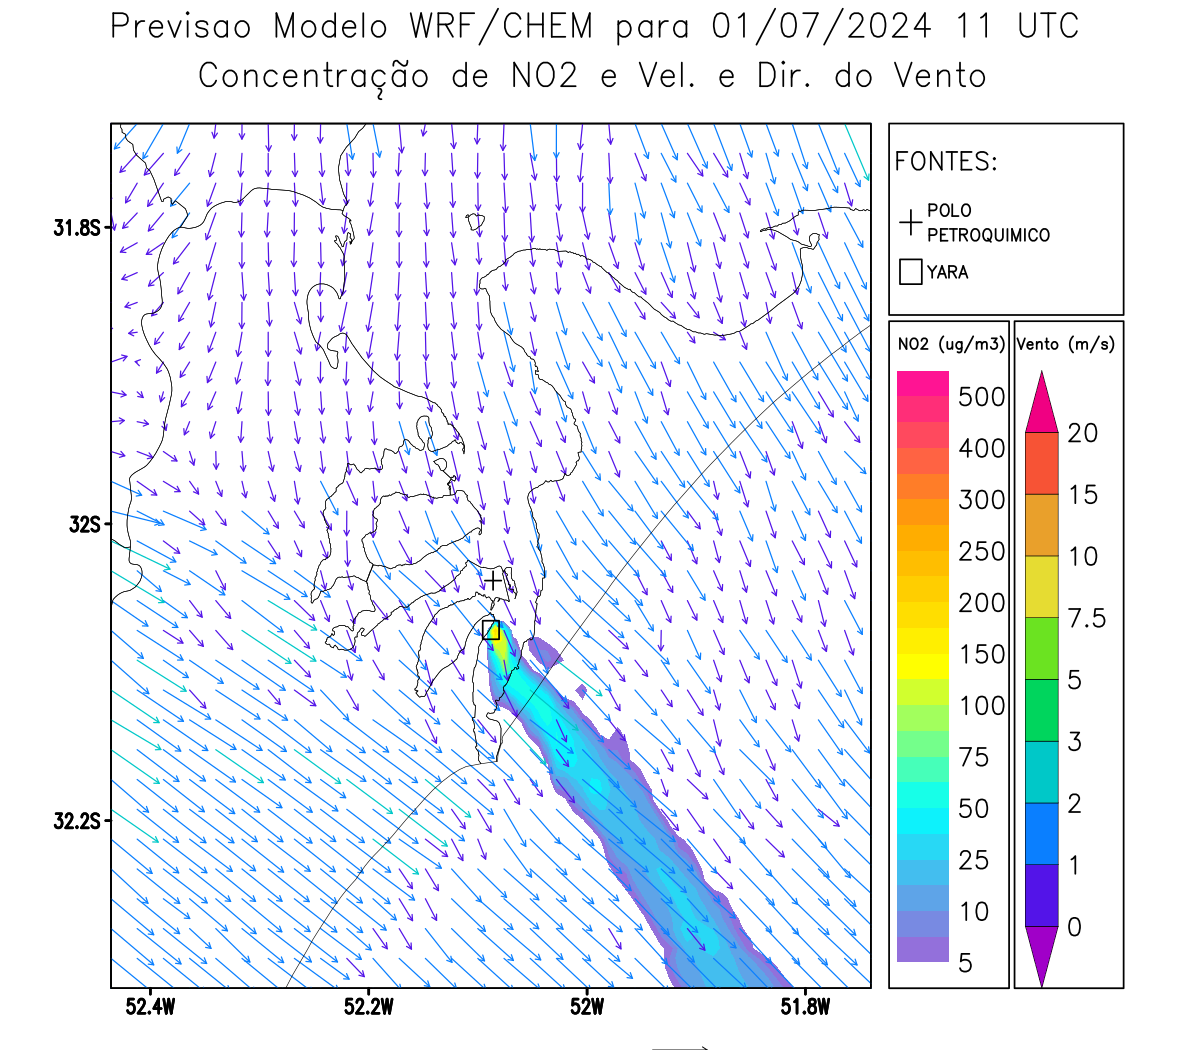 Previsao Modelo WRF/CHEM para 01/07/2024 11 UTC
Concentração de NO2 e Vel. e Dir. do Vento
FONTES:
POLO
PETROQUIMICO
YARA
NO2 (ug/m3)
500
400
300
250
200
150
100
75
50
25
10
5
Vento (m/s)
20
15
10
7.5
5
3
2
1
0
31.8S
32S
32.2S
52.4W
52.2W
52W
51.8W